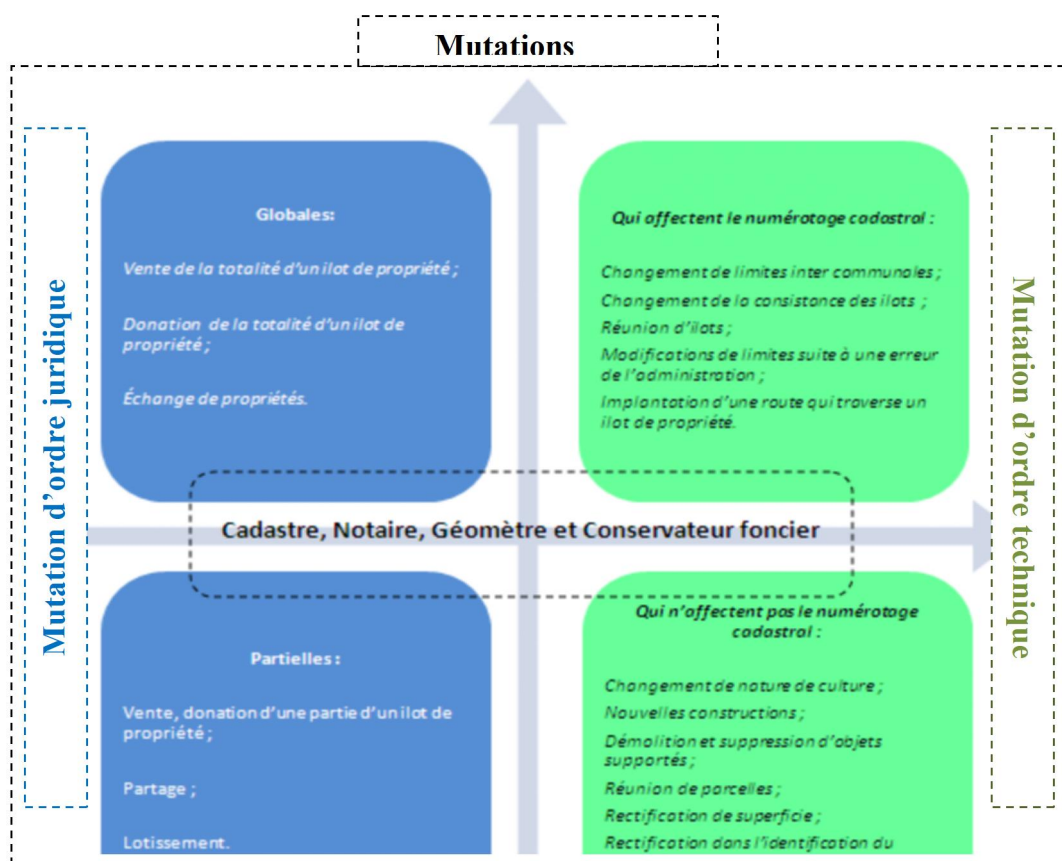 Mutations
Mutation d’ordre juridique
Globales:
Vente de la totalité d’un ilot de propriété ;
Donation de la totalité d’un ilot de
propriété ;
Échange de propriétés.
Qui affectent le numérotage cadastral :
Changement de limites inter communales ;
Changement de la consistance des ilots ;
Réunion d’ilots ;
Modifications de limites suite à une erreur
de l’administration ;
Implantation d’une route qui traverse un
ilot de propriété.
Mutation d’ordre technique
Cadastre, Notaire, Géomètre et Conservateur foncier
Partielles :
Vente, donation d’une partie d’un ilot de
propriété ;
Partage ;
Lotissement.
Qui n’affectent pas le numérotage
cadastral :
Changement de nature de culture ;
Nouvelles constructions ;
Démolition et suppression d’objets
supportés ;
Réunion de parcelles ;
Rectification de superficie ;
Rectification dans l’identification du